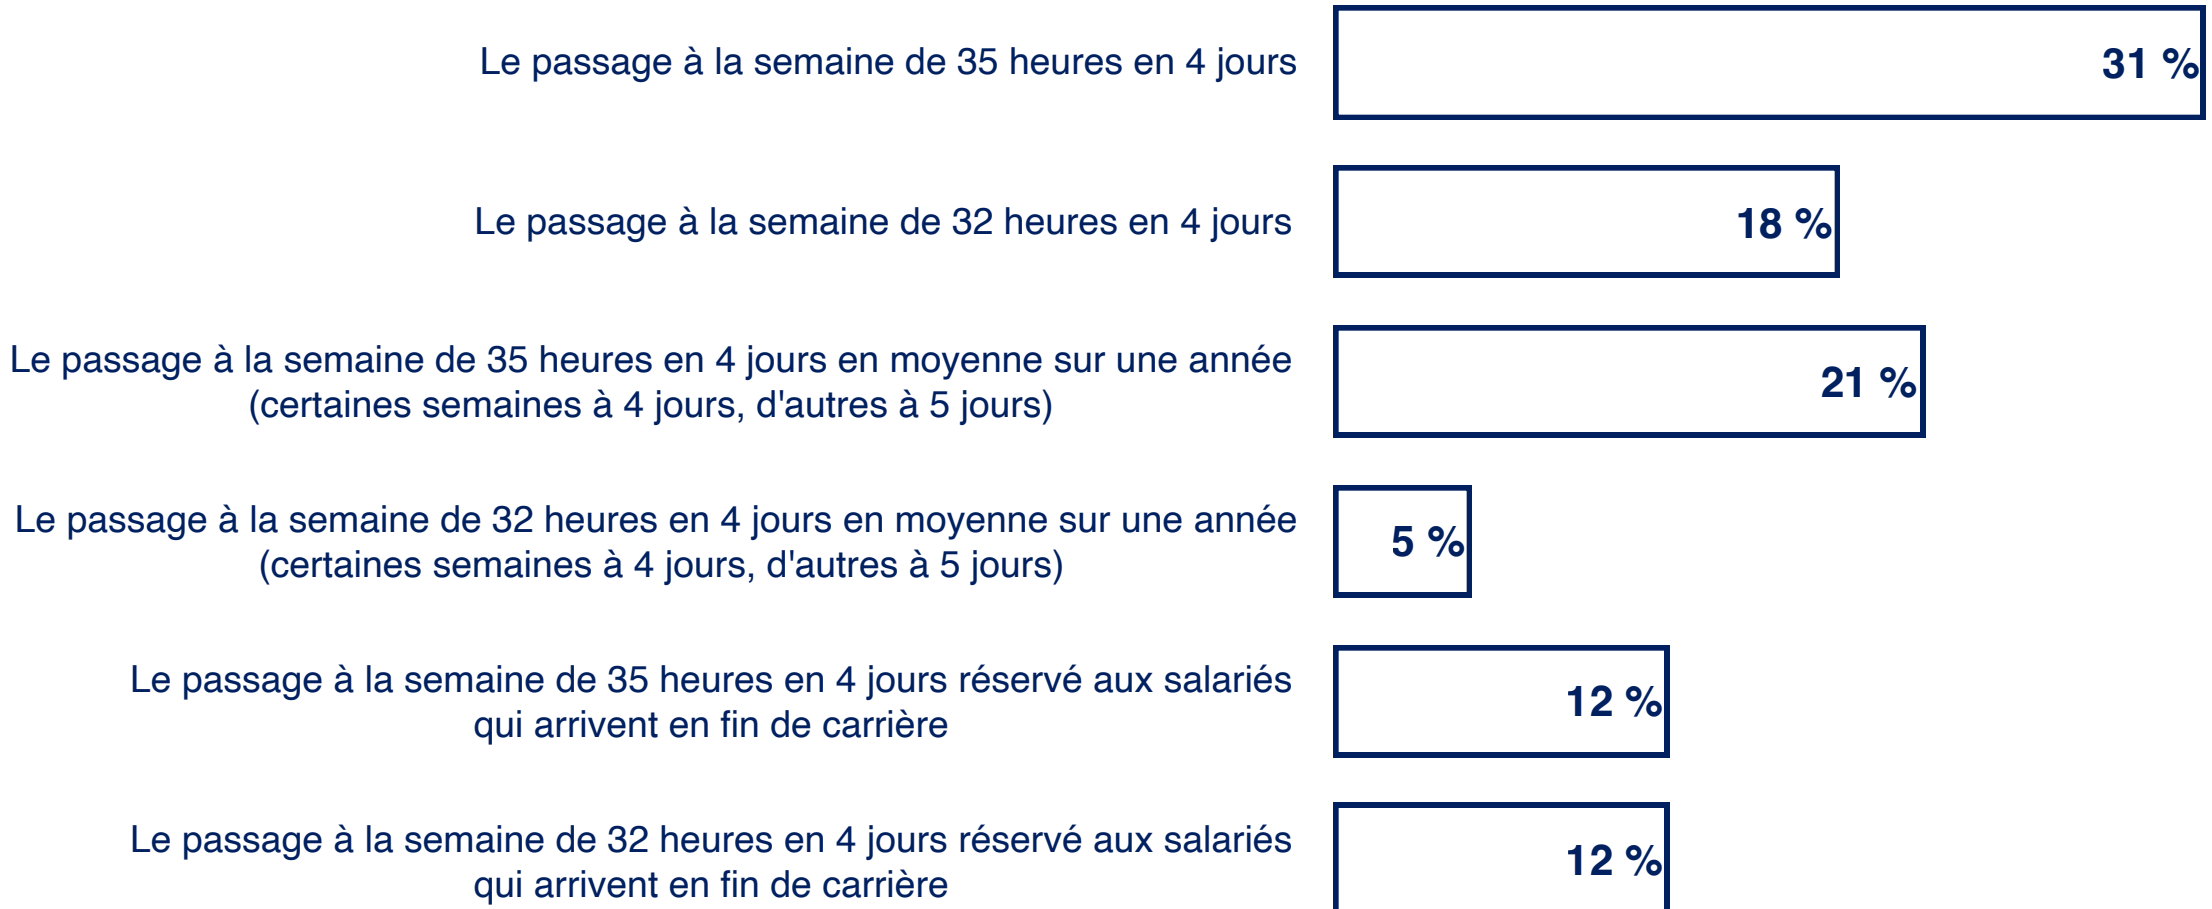 Le passage à la semaine de 35 heures en 4 jours
31 %
Le passage à la semaine de 32 heures en 4 jours
18 %
Le passage à la semaine de 35 heures en 4 jours en moyenne sur une année
(certaines semaines à 4 jours, d'autres à 5 jours)
21 %
Le passage à la semaine de 32 heures en 4 jours en moyenne sur une année
(certaines semaines à 4 jours, d'autres à 5 jours)
5 %
Le passage à la semaine de 35 heures en 4 jours réservé aux salariés
qui arrivent en fin de carrière
12 %
Le passage à la semaine de 32 heures en 4 jours réservé aux salariés
qui arrivent en fin de carrière
12 %